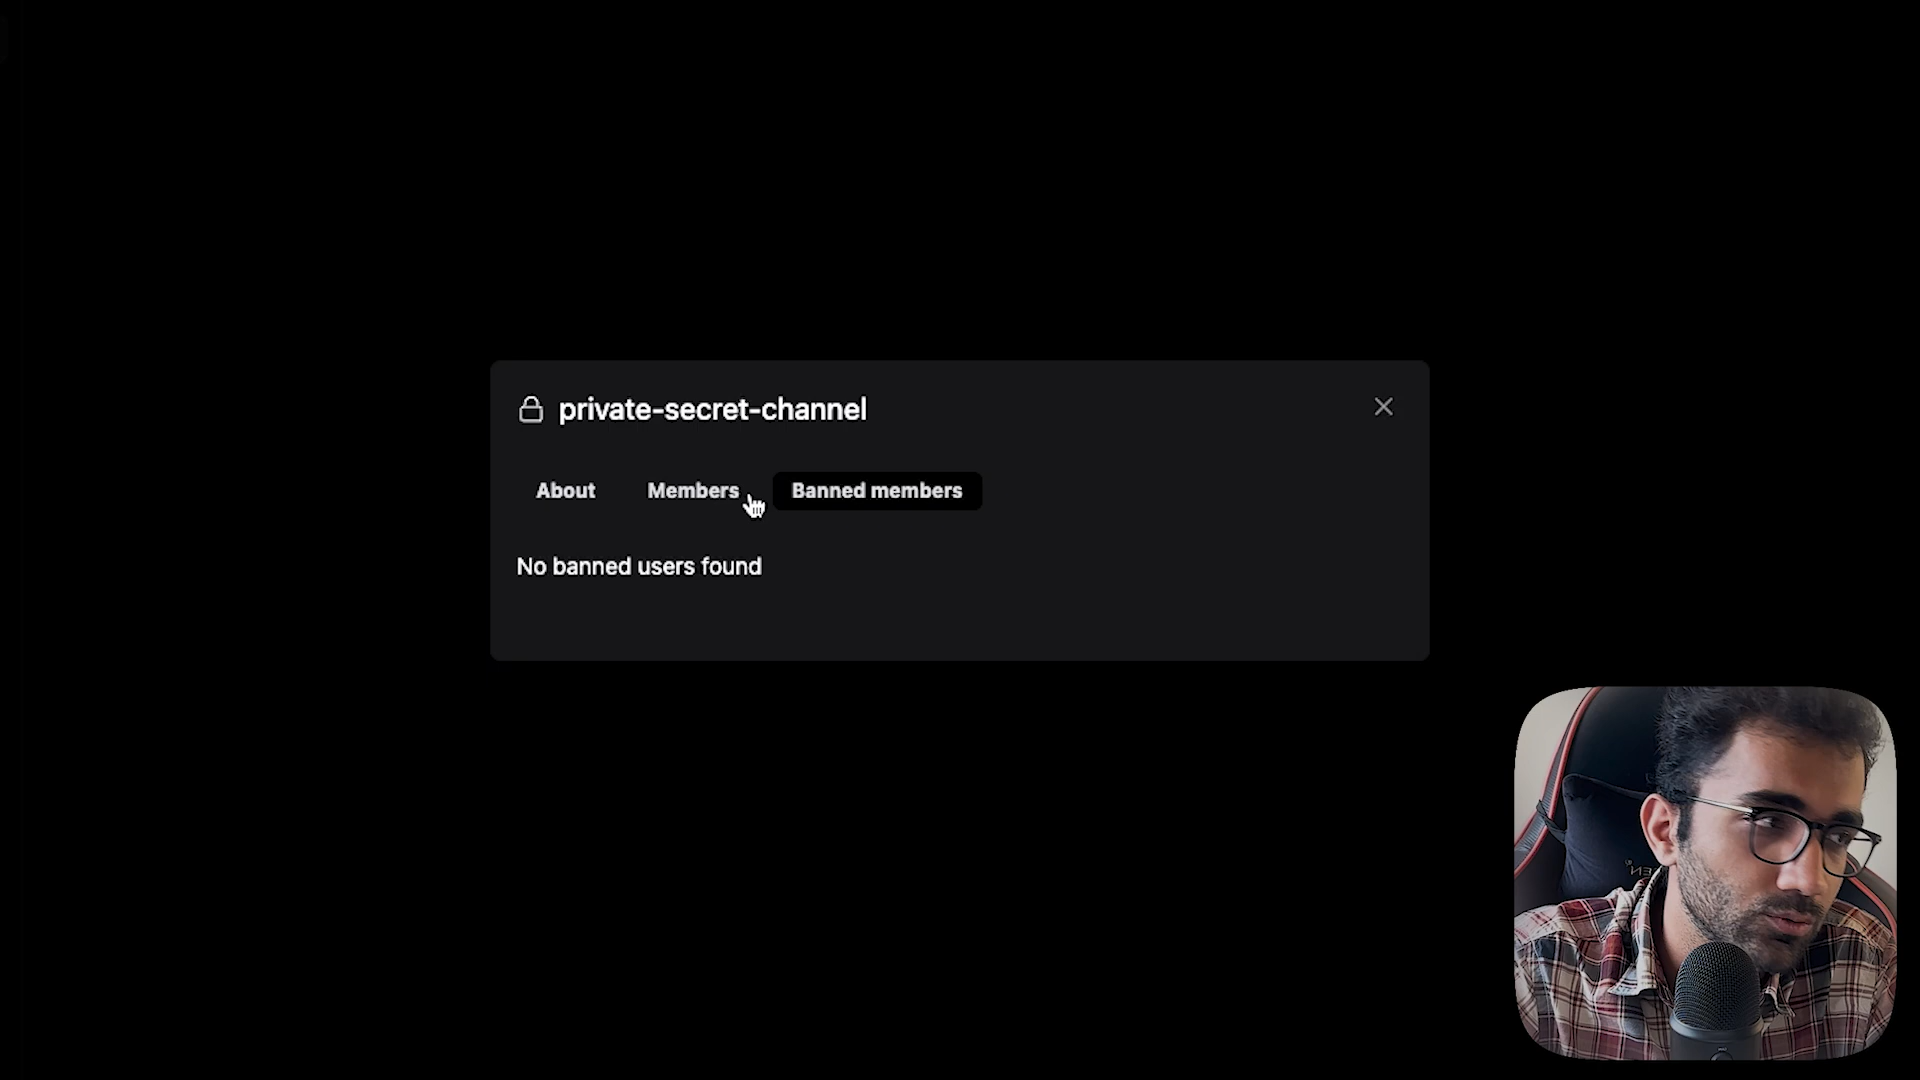 private-secret-channel
About Members Banned members
No banned users found